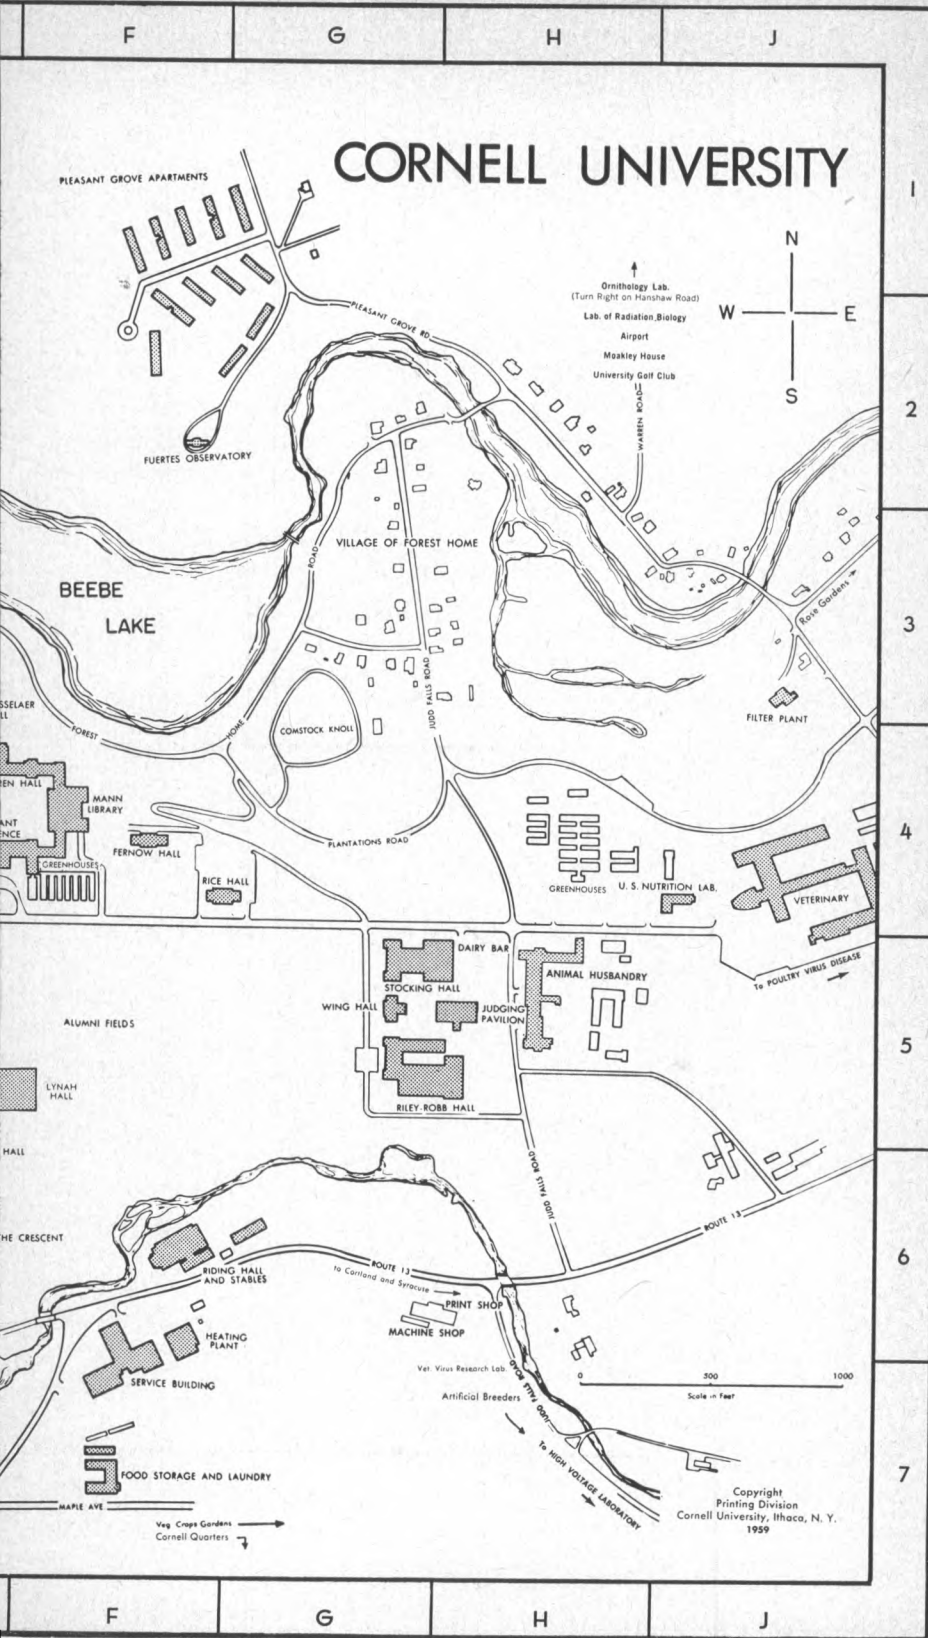 F G H J
CORNELL UNIVERSITY
PLEASANT GROVE APARTMENTS
1
N
W E
S
Ornithology Lab.
(Turn Right on Hanshaw Road)
Lab. of Radiation Biology
Airport
Moakley House
University Golf Club
WARREN ROAD
PLEASANT GROVE RD
2
FUERTES OBSERVATORY
VILLAGE OF FOREST HOME
ROAD
BEEBE
LAKE
Rose Gardens
3
JUDD FALLS ROAD
SSELAER
LL
FILTER PLANT
FOREST
HOME
COMSTOCK KNOLL
EN HALL
MANN
LIBRARY
ANT
ENCE
4
PLANTATIONS ROAD
FERNOW HALL
GREENHOUSES
RICE HALL
GREENHOUSES
U. S. NUTRITION LAB.
VETERINARY
DAIRY BAR
STOCKING HALL
ANIMAL HUSBANDRY
To POULTRY VIRUS DISEASE
WING HALL
JUDGING
PAVILION
ALUMNI FIELDS
5
LYNAH
HALL
RILEY-ROBB HALL
HALL
JUDD FALLS ROAD
ROUTE 13
HE CRESCENT
6
RIDING HALL
AND STABLES
ROUTE 13
to Cortland and Syracuse
PRINT SHOP
MACHINE SHOP
HEATING
PLANT
SERVICE BUILDING
Vet. Virus Research Lab.
Artificial Breeders
JUDD FALLS ROAD
0 500 1000
Scale in Feet
To HIGH VOLTAGE LABORATORY
7
FOOD STORAGE AND LAUNDRY
MAPLE AVE
Veg Crops Gardens
Cornell Quarters
Copyright
Printing Division
Cornell University, Ithaca, N. Y.
1959
F G H J